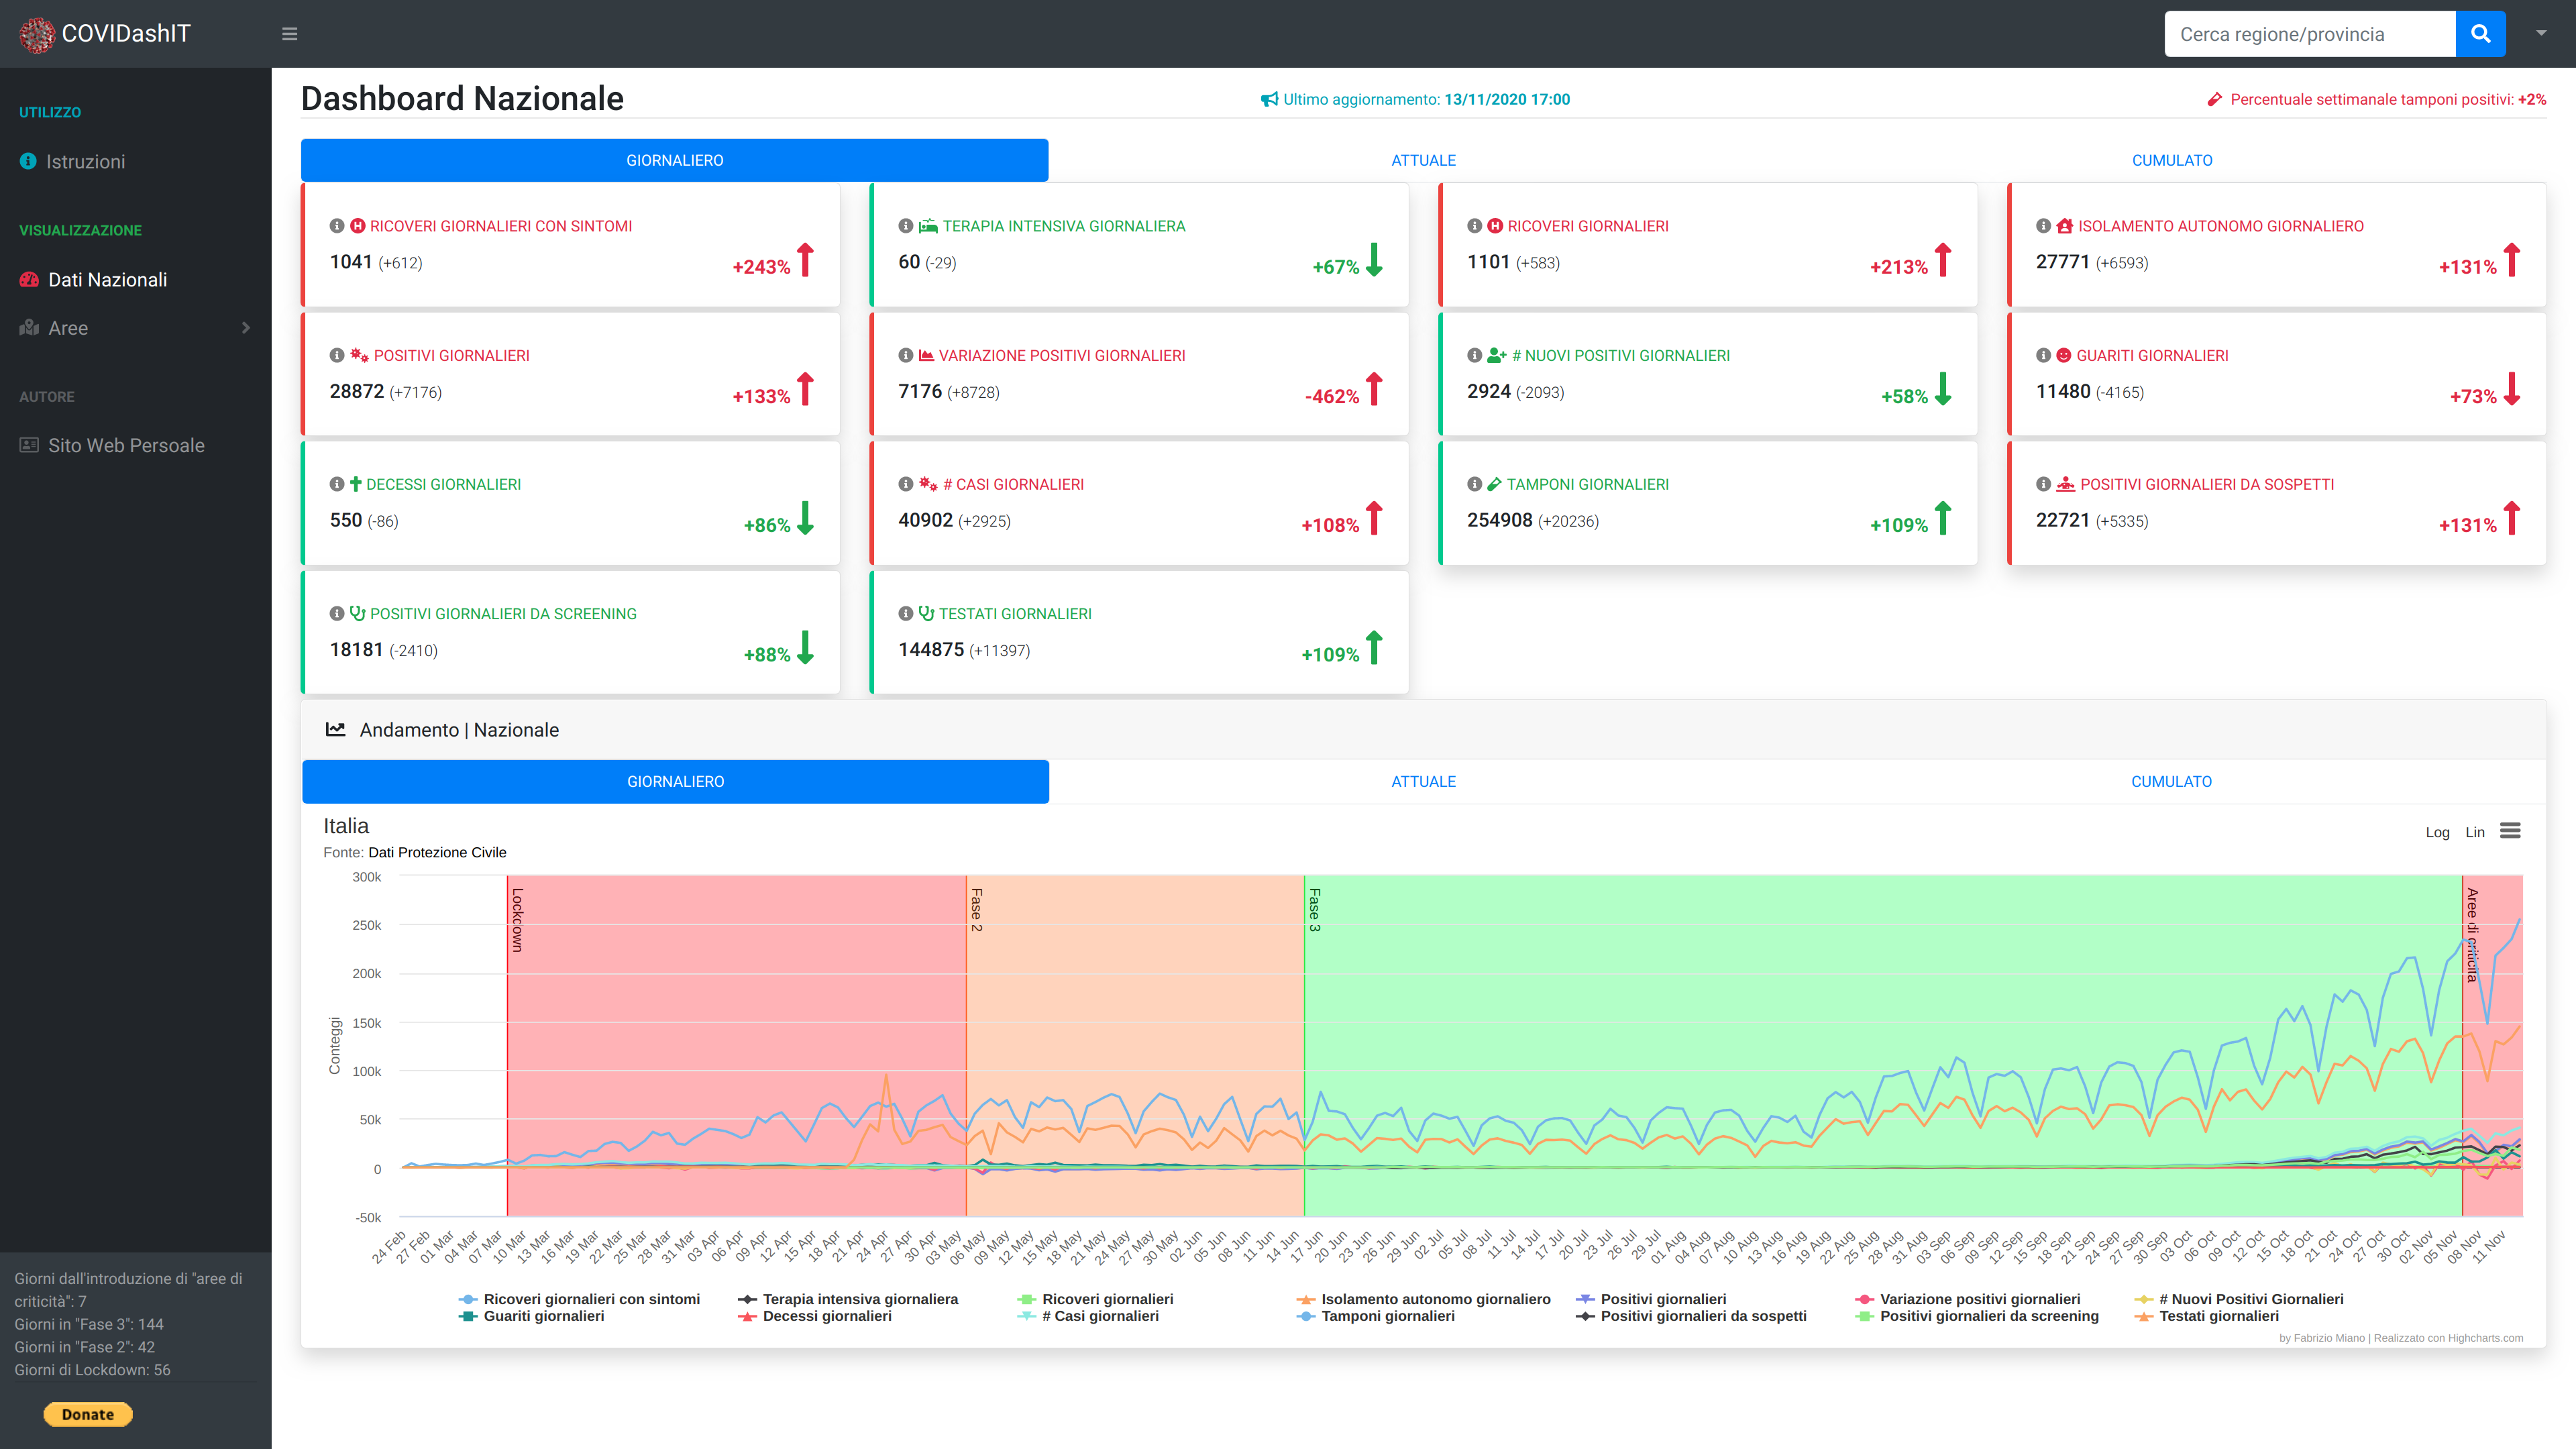 COVIDashIT
Cerca regione/provincia
UTILIZZO
Istruzioni
VISUALIZZAZIONE
Dati Nazionali
Aree
AUTORE
Sito Web Persoale
Giorni dall'introduzione di "aree di
criticità": 7
Giorni in "Fase 3": 144
Giorni in "Fase 2": 42
Giorni di Lockdown: 56
Donate
Dashboard Nazionale
Ultimo aggiornamento: 13/11/2020 17:00
Percentuale settimanale tamponi positivi: +2%
GIORNALIERO
ATTUALE
CUMULATO
RICOVERI GIORNALIERI CON SINTOMI
1041 (+612)
+243%
TERAPIA INTENSIVA GIORNALIERA
60 (-29)
+67%
RICOVERI GIORNALIERI
1101 (+583)
+213%
ISOLAMENTO AUTONOMO GIORNALIERO
27771 (+6593)
+131%
POSITIVI GIORNALIERI
28872 (+7176)
+133%
VARIAZIONE POSITIVI GIORNALIERI
7176 (+8728)
-462%
# NUOVI POSITIVI GIORNALIERI
2924 (-2093)
+58%
GUARITI GIORNALIERI
11480 (-4165)
+73%
DECESSI GIORNALIERI
550 (-86)
+86%
# CASI GIORNALIERI
40902 (+2925)
+108%
TAMPONI GIORNALIERI
254908 (+20236)
+109%
POSITIVI GIORNALIERI DA SOSPETTI
22721 (+5335)
+131%
POSITIVI GIORNALIERI DA SCREENING
18181 (-2410)
+88%
TESTATI GIORNALIERI
144875 (+11397)
+109%
Andamento | Nazionale
GIORNALIERO
ATTUALE
CUMULATO
Italia
Fonte: Dati Protezione Civile
Log
Lin
Conteggi
300k
250k
200k
150k
100k
50k
0
-50k
Lockdown
Fase 2
Fase 3
Aree di criticità
24 Feb
27 Feb
01 Mar
04 Mar
07 Mar
10 Mar
13 Mar
16 Mar
19 Mar
22 Mar
25 Mar
28 Mar
31 Mar
03 Apr
06 Apr
09 Apr
12 Apr
15 Apr
18 Apr
21 Apr
24 Apr
27 Apr
30 Apr
03 May
06 May
09 May
12 May
15 May
18 May
21 May
24 May
27 May
30 May
02 Jun
05 Jun
08 Jun
11 Jun
14 Jun
17 Jun
20 Jun
23 Jun
26 Jun
29 Jun
02 Jul
05 Jul
08 Jul
11 Jul
14 Jul
17 Jul
20 Jul
23 Jul
26 Jul
29 Jul
01 Aug
04 Aug
07 Aug
10 Aug
13 Aug
16 Aug
19 Aug
22 Aug
25 Aug
28 Aug
31 Aug
03 Sep
06 Sep
09 Sep
12 Sep
15 Sep
18 Sep
21 Sep
24 Sep
27 Sep
30 Sep
03 Oct
06 Oct
09 Oct
12 Oct
15 Oct
18 Oct
21 Oct
24 Oct
27 Oct
30 Oct
02 Nov
05 Nov
08 Nov
11 Nov
Ricoveri giornalieri con sintomi
Terapia intensiva giornaliera
Ricoveri giornalieri
Isolamento autonomo giornaliero
Positivi giornalieri
Variazione positivi giornalieri
# Nuovi Positivi Giornalieri
Guariti giornalieri
Decessi giornalieri
# Casi giornalieri
Tamponi giornalieri
Positivi giornalieri da sospetti
Positivi giornalieri da screening
Testati giornalieri
by Fabrizio Miano | Realizzato con Highcharts.com